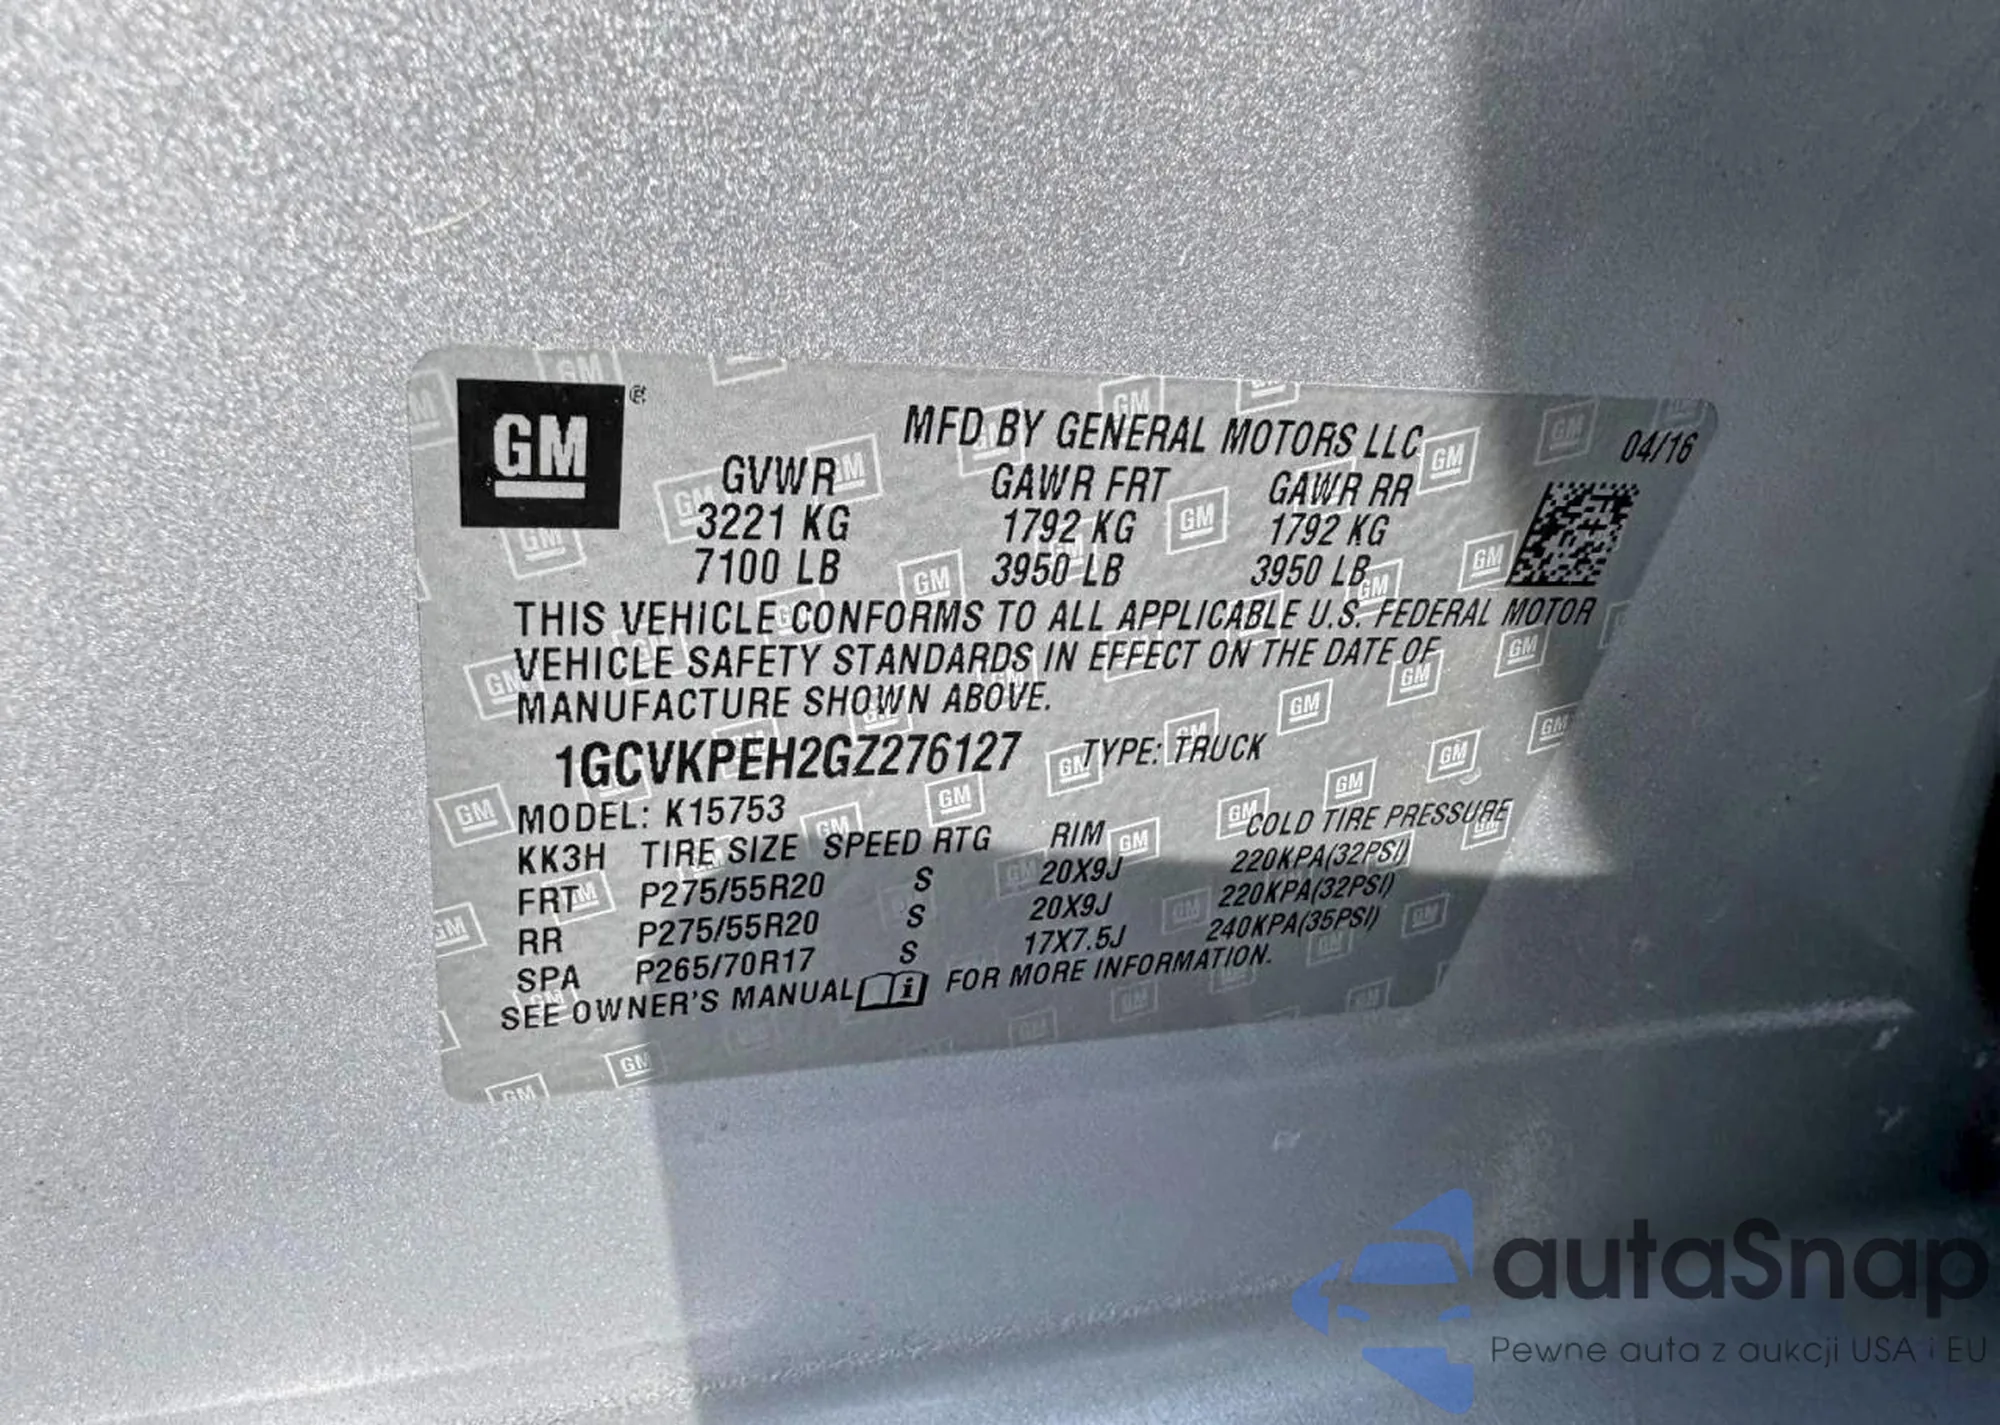 GM
MFD BY GENERAL MOTORS LLC
04/16
GVWR GAWR FRT GAWR RR
3221 KG 1792 KG 1792 KG
7100 LB 3950 LB 3950 LB
THIS VEHICLE CONFORMS TO ALL APPLICABLE U.S. FEDERAL MOTOR
VEHICLE SAFETY STANDARDS IN EFFECT ON THE DATE OF
MANUFACTURE SHOWN ABOVE.
1GCVKPEH2GZ276127 TYPE: TRUCK
MODEL: K15753
KK3H TIRE SIZE SPEED RTG RIM COLD TIRE PRESSURE
FRT P275/55R20 S 20X9J 220KPA(32PSI)
RR P275/55R20 S 20X9J 220KPA(32PSI)
SPA P265/70R17 S 17X7.5J 240KPA(35PSI)
SEE OWNER'S MANUAL i FOR MORE INFORMATION.
autaSnap
Pewne auta z aukcji USA i EU